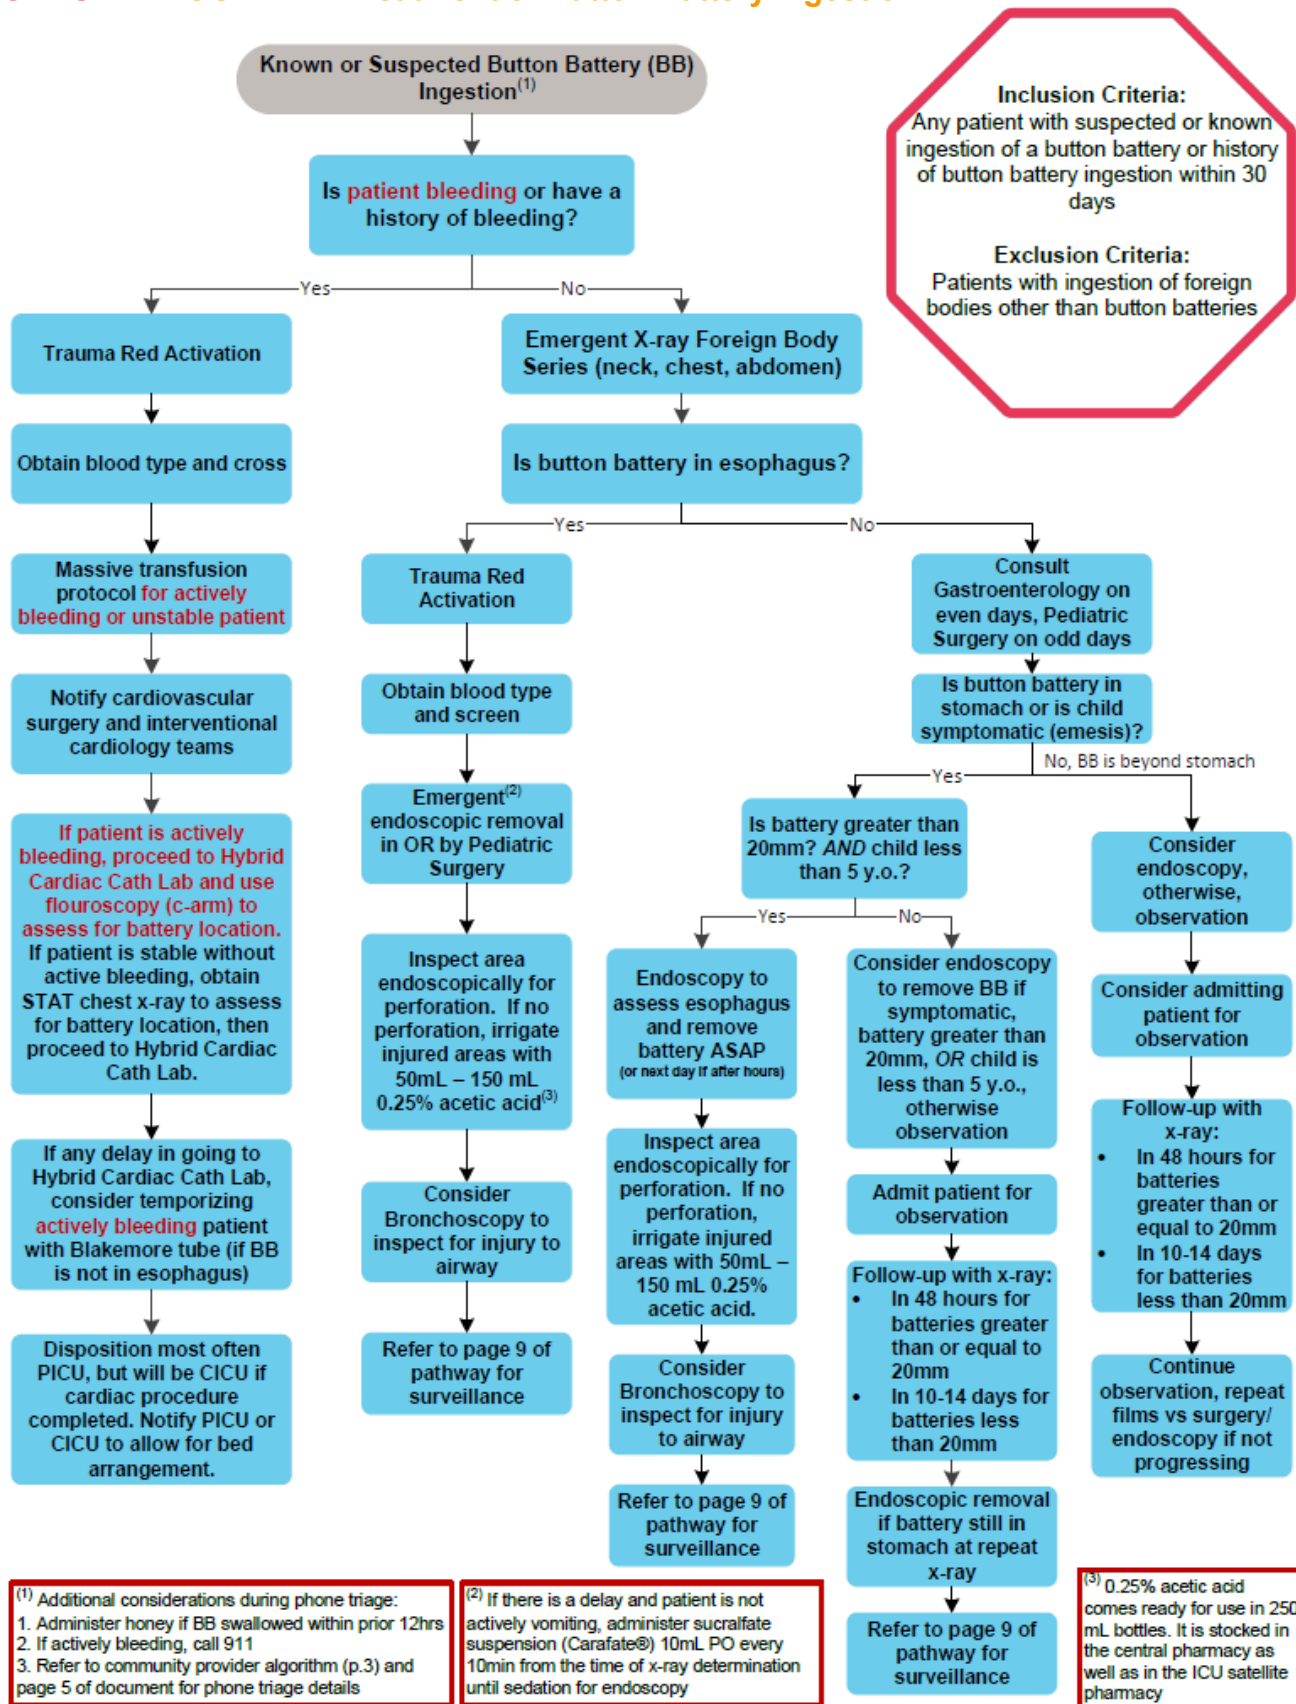 Known or Suspected Button Battery (BB)
Ingestion(1)
Inclusion Criteria:
Any patient with suspected or known
ingestion of a button battery or history
of button battery ingestion within 30
days
Exclusion Criteria:
Patients with ingestion of foreign
bodies other than button batteries
Is patient bleeding or have a
history of bleeding?
Yes
No
Trauma Red Activation
Obtain blood type and cross
Massive transfusion
protocol for actively
bleeding or unstable patient
Notify cardiovascular
surgery and interventional
cardiology teams
If patient is actively
bleeding, proceed to Hybrid
Cardiac Cath Lab and use
flouroscopy (c-arm) to
assess for battery location.
If patient is stable without
active bleeding, obtain
STAT chest x-ray to assess
for battery location, then
proceed to Hybrid Cardiac
Cath Lab.
If any delay in going to
Hybrid Cardiac Cath Lab,
consider temporizing
actively bleeding patient
with Blakemore tube (if BB
is not in esophagus)
Disposition most often
PICU, but will be CICU if
cardiac procedure
completed. Notify PICU or
CICU to allow for bed
arrangement.
Emergent X-ray Foreign Body
Series (neck, chest, abdomen)
Is button battery in esophagus?
Yes
No
Trauma Red
Activation
Obtain blood type
and screen
Emergent(2)
endoscopic removal
in OR by Pediatric
Surgery
Inspect area
endoscopically for
perforation. If no
perforation, irrigate
injured areas with
50mL – 150 mL
0.25% acetic acid(3)
Consider
Bronchoscopy to
inspect for injury to
airway
Refer to page 9 of
pathway for
surveillance
Consult
Gastroenterology on
even days, Pediatric
Surgery on odd days
Is button battery in
stomach or is child
symptomatic (emesis)?
Yes
No, BB is beyond stomach
Is battery greater than
20mm? AND child less
than 5 y.o.?
Yes
No
Endoscopy to
assess esophagus
and remove
battery ASAP
(or next day if after hours)
Inspect area
endoscopically for
perforation. If no
perforation,
irrigate injured
areas with 50mL –
150 mL 0.25%
acetic acid.
Consider
Bronchoscopy to
inspect for injury
to airway
Refer to page 9 of
pathway for
surveillance
Consider endoscopy
to remove BB if
symptomatic,
battery greater than
20mm, OR child is
less than 5 y.o.,
otherwise
observation
Admit patient for
observation
Follow-up with x-ray:
• In 48 hours for
batteries greater
than or equal to
20mm
• In 10-14 days for
batteries less
than 20mm
Endoscopic removal
if battery still in
stomach at repeat
x-ray
Refer to page 9 of
pathway for
surveillance
Consider
endoscopy,
otherwise,
observation
Consider admitting
patient for
observation
Follow-up with
x-ray:
• In 48 hours for
batteries
greater than or
equal to 20mm
• In 10-14 days
for batteries
less than 20mm
Continue
observation, repeat
films vs surgery/
endoscopy if not
progressing
(1) Additional considerations during phone triage:
1. Administer honey if BB swallowed within prior 12hrs
2. If actively bleeding, call 911
3. Refer to community provider algorithm (p.3) and
page 5 of document for phone triage details
(2) If there is a delay and patient is not
actively vomiting, administer sucralfate
suspension (Carafate®) 10mL PO every
10min from the time of x-ray determination
until sedation for endoscopy
(3) 0.25% acetic acid
comes ready for use in 250
mL bottles. It is stocked in
the central pharmacy as
well as in the ICU satellite
pharmacy